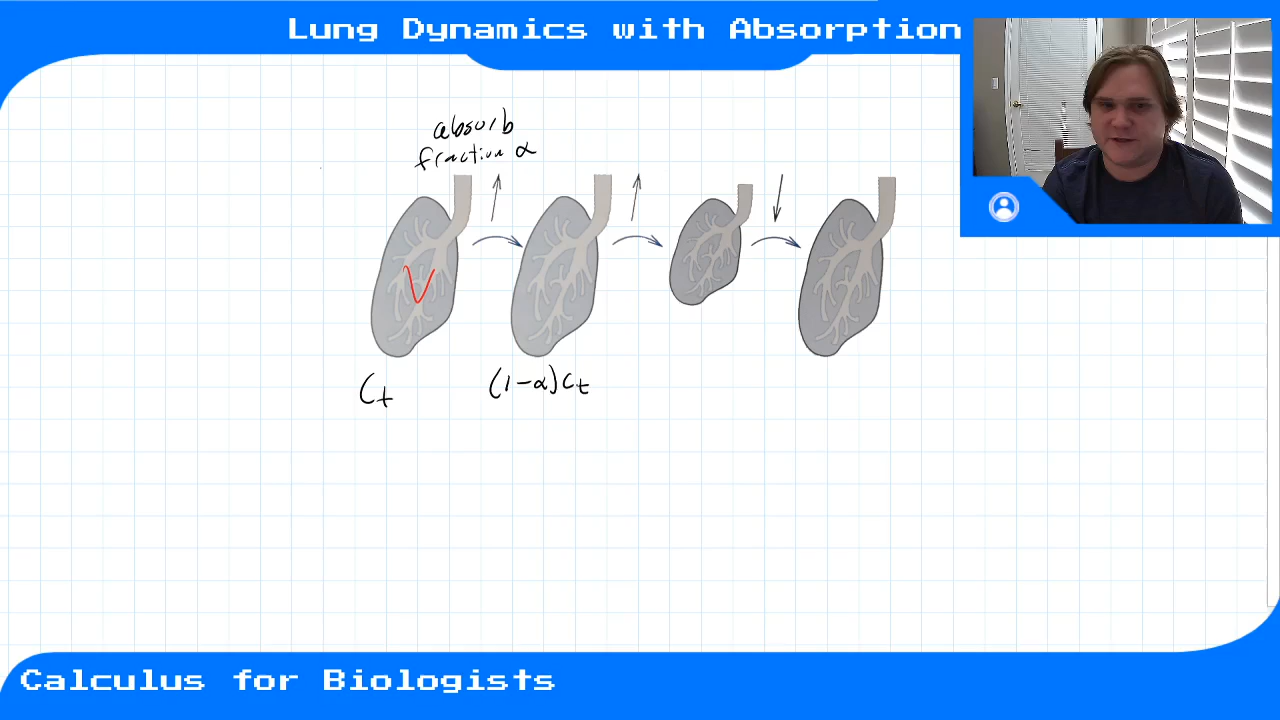 Lung Dynamics with Absorption
absorb
fraction α
V
Ct
(1-α)Ct
Calculus for Biologists